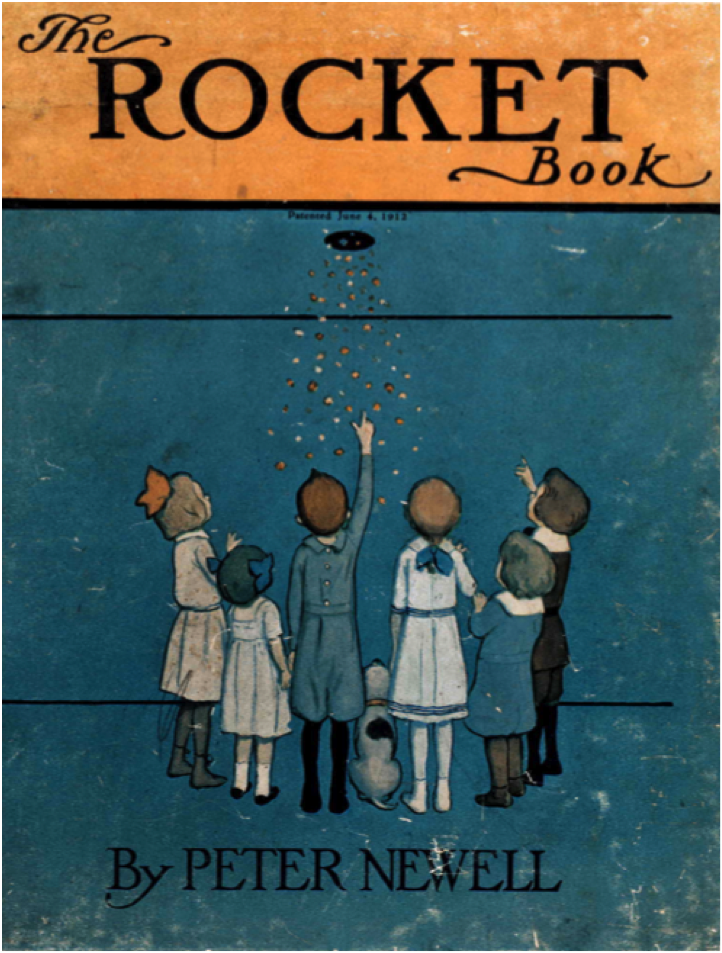 The
ROCKET
Book
Patented June 4, 1912
By PETER NEWELL